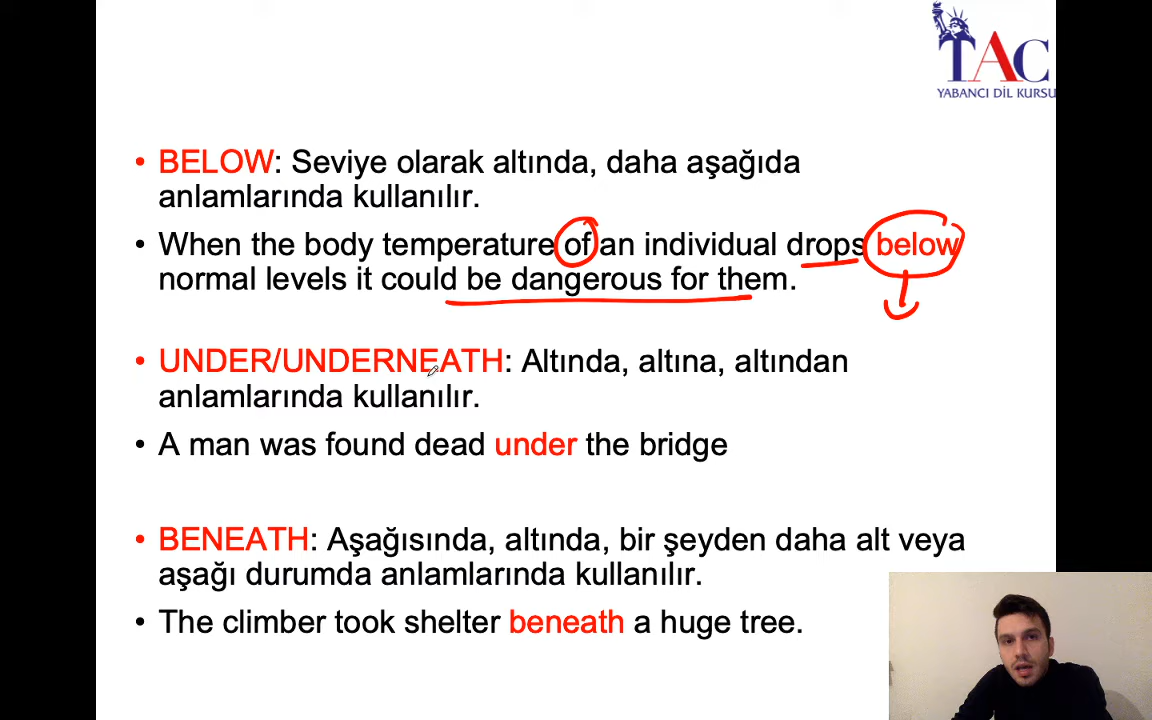 TAC
YABANCI DİL KURSU
• BELOW: Seviye olarak altında, daha aşağıda
anlamlarında kullanılır.
• When the body temperature of an individual drops below
normal levels it could be dangerous for them.
• UNDER/UNDERNEATH: Altında, altına, altından
anlamlarında kullanılır.
• A man was found dead under the bridge
• BENEATH: Aşağısında, altında, bir şeyden daha alt veya
aşağı durumda anlamlarında kullanılır.
• The climber took shelter beneath a huge tree.